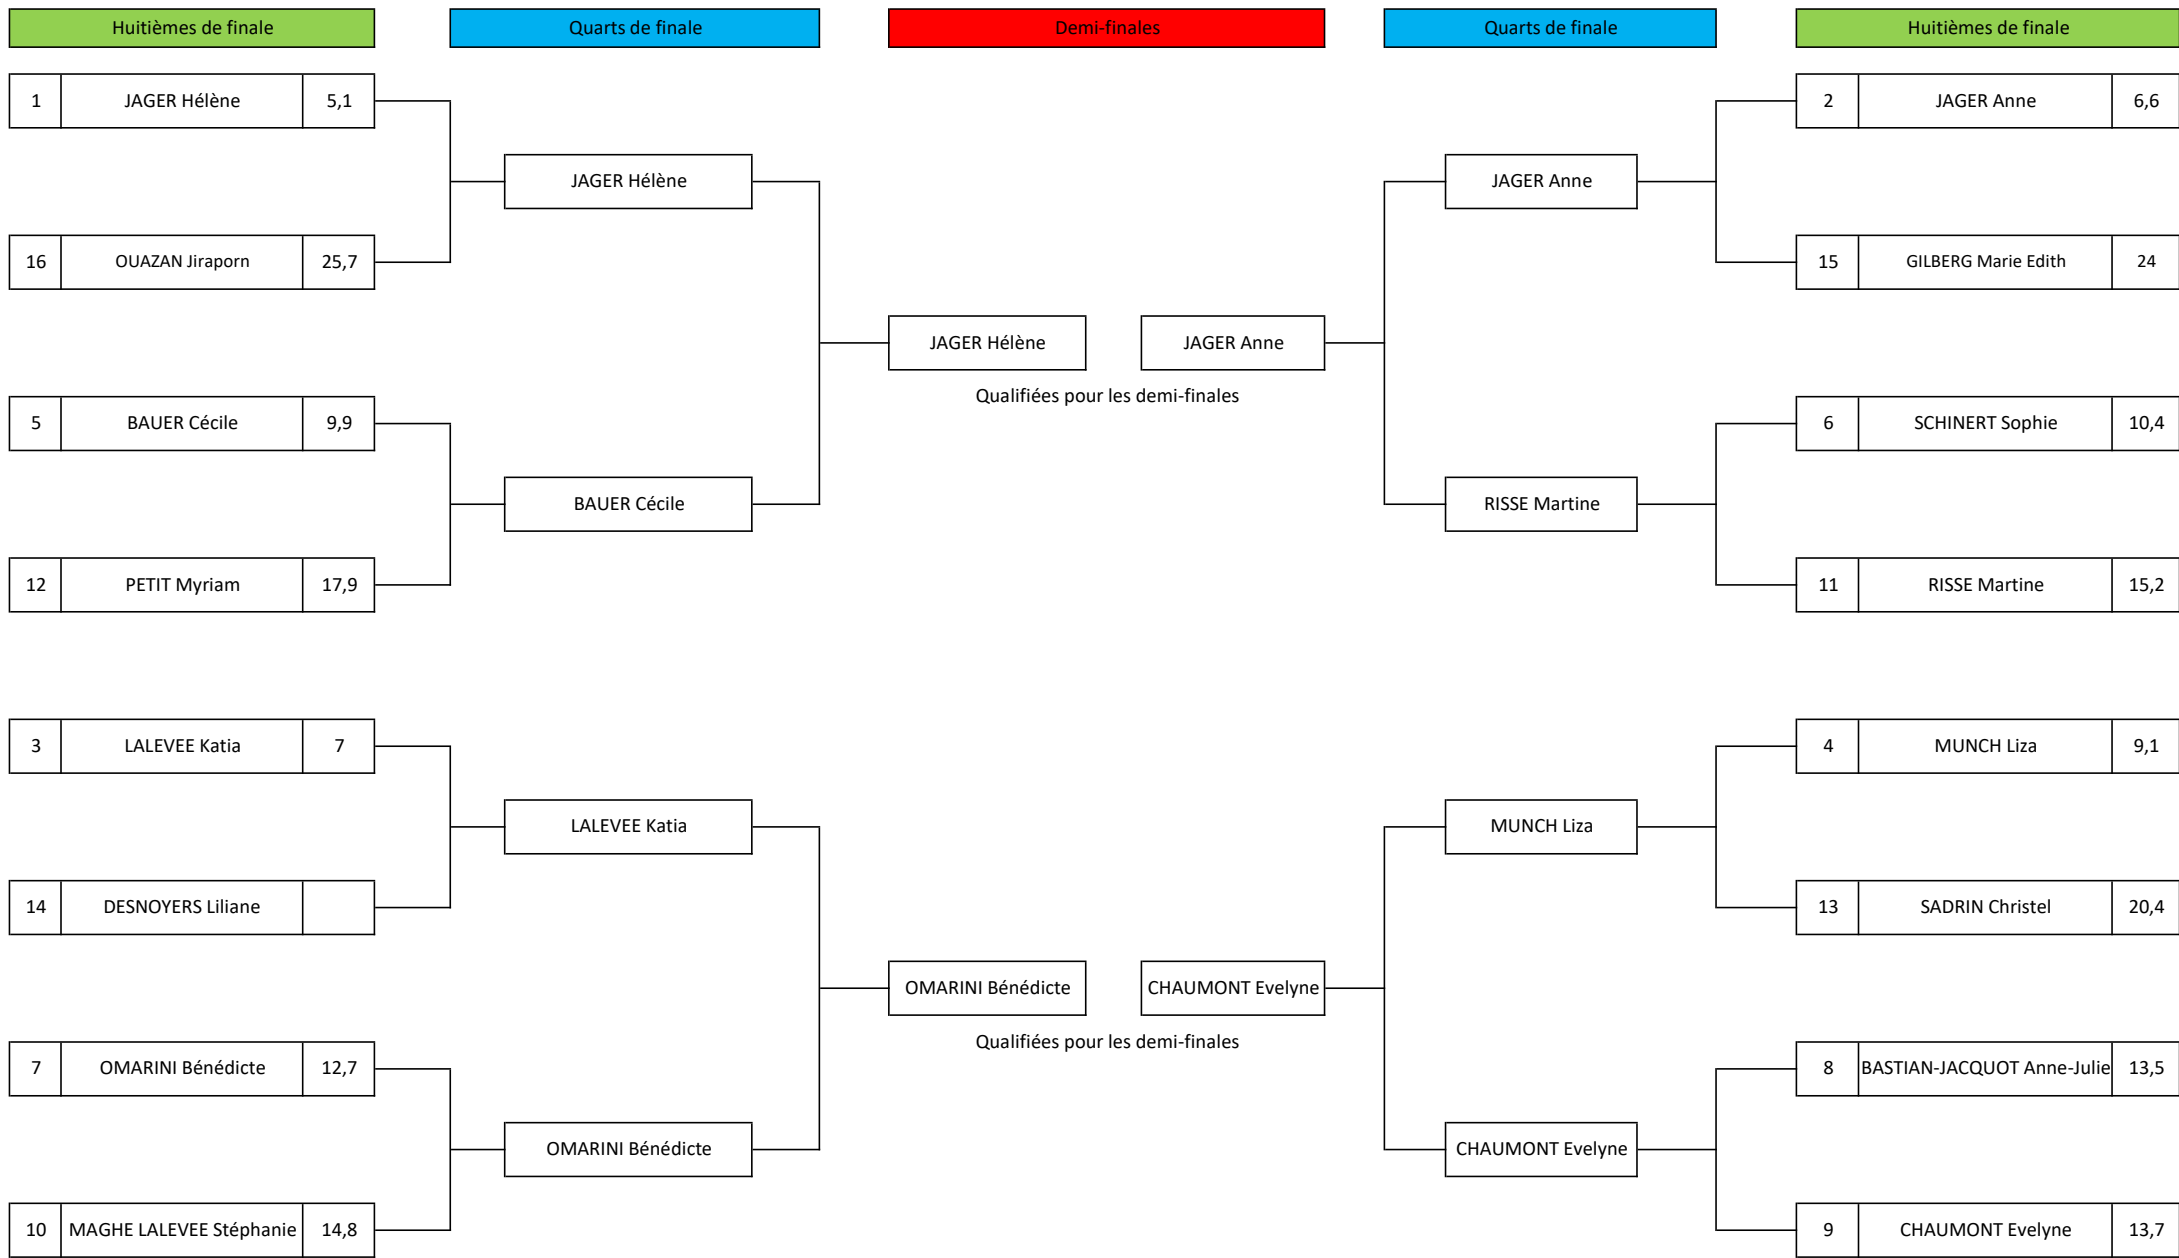 Huitièmes de finale Quarts de finale Demi-finales Quarts de finale Huitièmes de finale
1 JAGER Hélène 5,1 2 JAGER Anne 6,6
JAGER Hélène JAGER Anne
16 OUAZAN Jiraporn 25,7 15 GILBERG Marie Edith 24
JAGER Hélène JAGER Anne
Qualifiées pour les demi-finales
5 BAUER Cécile 9,9 6 SCHINERT Sophie 10,4
BAUER Cécile RISSE Martine
12 PETIT Myriam 17,9 11 RISSE Martine 15,2
3 LALEVEE Katia 7 4 MUNCH Liza 9,1
LALEVEE Katia MUNCH Liza
14 DESNOYERS Liliane 13 SADRIN Christel 20,4
OMARINI Bénédicte CHAUMONT Evelyne
Qualifiées pour les demi-finales
7 OMARINI Bénédicte 12,7 8 BASTIAN-JACQUOT Anne-Julie 13,5
OMARINI Bénédicte CHAUMONT Evelyne
10 MAGHE LALEVEE Stéphanie 14,8 9 CHAUMONT Evelyne 13,7